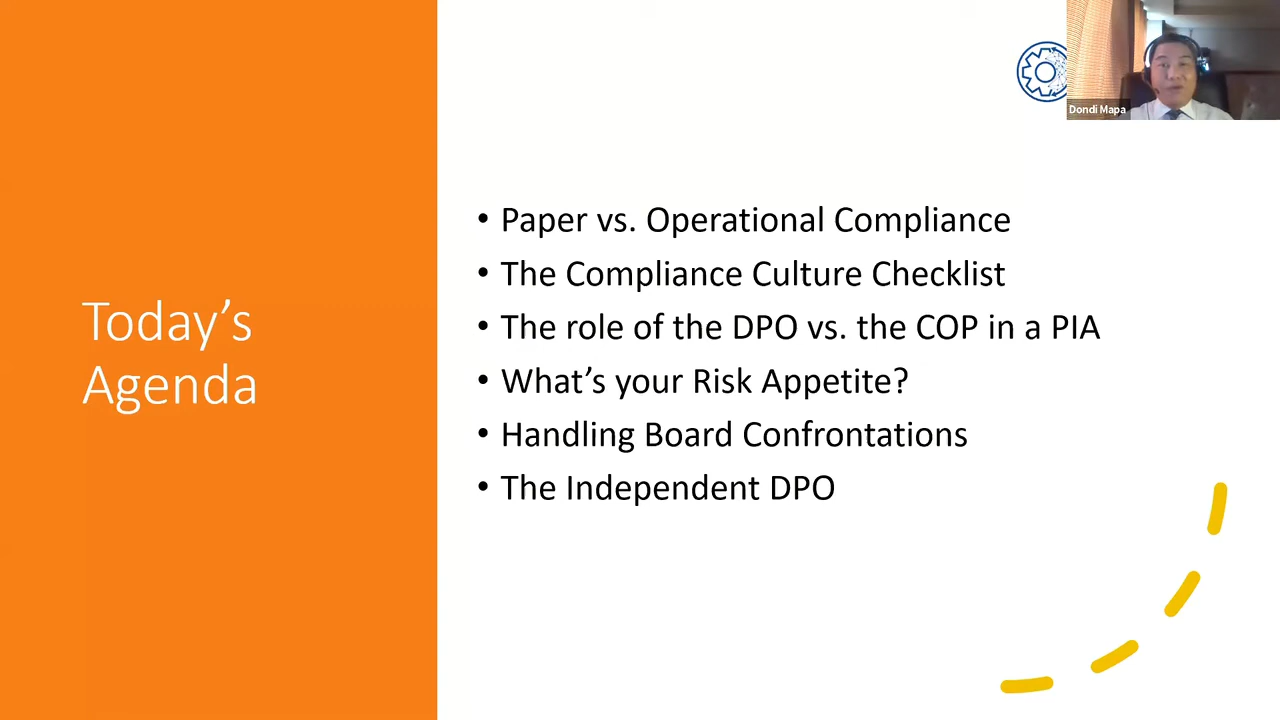 Dondi Mapa
Today's
Agenda
• Paper vs. Operational Compliance
• The Compliance Culture Checklist
• The role of the DPO vs. the COP in a PIA
• What's your Risk Appetite?
• Handling Board Confrontations
• The Independent DPO